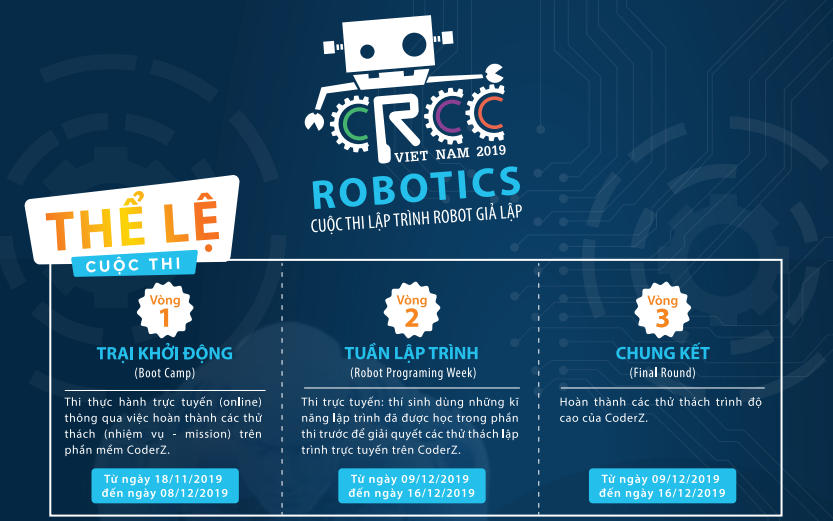 CRCC
VIET NAM 2019
ROBOTICS
CUỘC THI LẬP TRÌNH ROBOT GIẢ LẬP
THỂ LỆ
CUỘC THI
Vòng
1
TRẠI KHỞI ĐỘNG
(Boot Camp)
Thi thực hành trực tuyến (online)
thông qua việc hoàn thành các thử
thách (nhiệm vụ - mission) trên
phần mềm CoderZ.
Từ ngày 18/11/2019
đến ngày 08/12/2019
Vòng
2
TUẦN LẬP TRÌNH
(Robot Programing Week)
Thi trực tuyến: thí sinh dùng những kĩ
năng lập trình đã được học trong phần
thi trước để giải quyết các thử thách lập
trình trực tuyến trên CoderZ.
Từ ngày 09/12/2019
đến ngày 16/12/2019
Vòng
3
CHUNG KẾT
(Final Round)
Hoàn thành các thử thách trình độ
cao của CoderZ.
Từ ngày 09/12/2019
đến ngày 16/12/2019